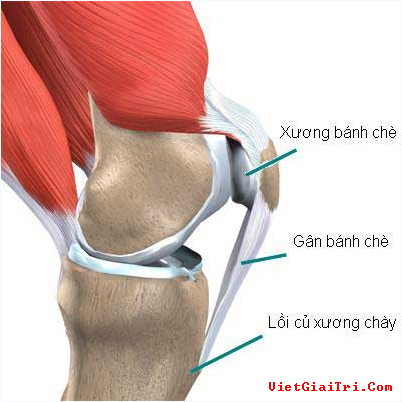 Xương bánh chè
Gân bánh chè
Lồi củ xương chày
VietGiaiTri.Com